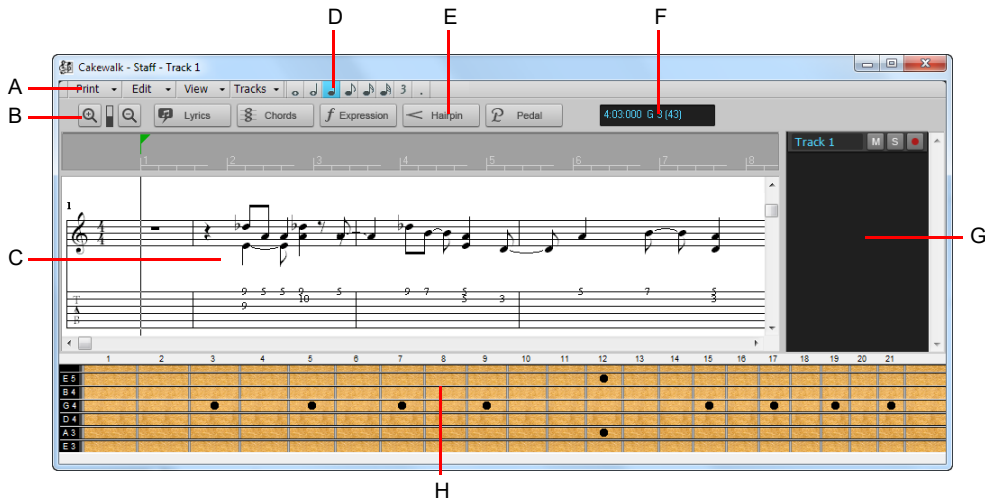 D E F
Cakewalk - Staff - Track 1
A Print Edit View Tracks 3 .
B Lyrics Chords f Expression Hairpin Pedal 4:03:000 G 3 (43)
1 2 3 4 5 6 7 8 Track 1 M S
1
4
4
G
C
9 5 5 9 5 9 7 5 5 7 5
T 10 5 3 3
A 9
B
1 2 3 4 5 6 7 8 9 10 11 12 13 14 15 16 17 18 19 20 21
E 5
B 4
G 4
D 4
A 3
E 3
H